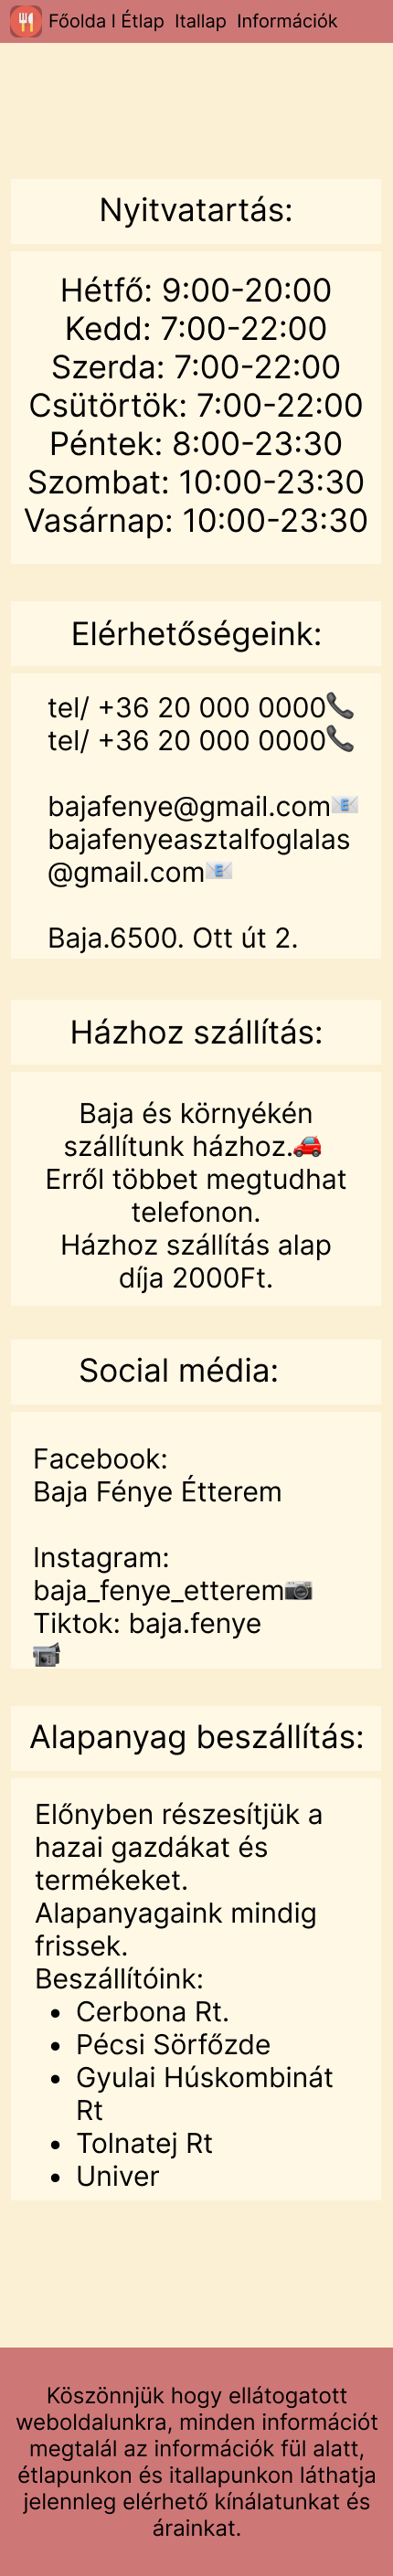 Főolda l Étlap Itallap Információk
Nyitvatartás:
Hétfő: 9:00-20:00
Kedd: 7:00-22:00
Szerda: 7:00-22:00
Csütörtök: 7:00-22:00
Péntek: 8:00-23:30
Szombat: 10:00-23:30
Vasárnap: 10:00-23:30
Elérhetőségeink:
tel/ +36 20 000 0000📞
tel/ +36 20 000 0000📞
bajafenye@gmail.com📧
bajafenyeasztalfoglalas
@gmail.com📧
Baja.6500. Ott út 2.
Házhoz szállítás:
Baja és környékén
szállítunk házhoz.🚗
Erről többet megtudhat
telefonon.
Házhoz szállítás alap
díja 2000Ft.
Social média:
Facebook:
Baja Fénye Étterem
Instagram:
baja_fenye_etterem📷
Tiktok: baja.fenye
📹
Alapanyag beszállítás:
Előnyben részesítjük a
hazai gazdákat és
termékeket.
Alapanyagaink mindig
frissek.
Beszállítóink:
• Cerbona Rt.
• Pécsi Sörfőzde
• Gyulai Húskombinát
Rt
• Tolnatej Rt
• Univer
Köszönnjük hogy ellátogatott
weboldalunkra, minden információt
megtalál az információk fül alatt,
étlapunkon és itallapunkon láthatja
jelennleg elérhető kínálatunkat és
árainkat.